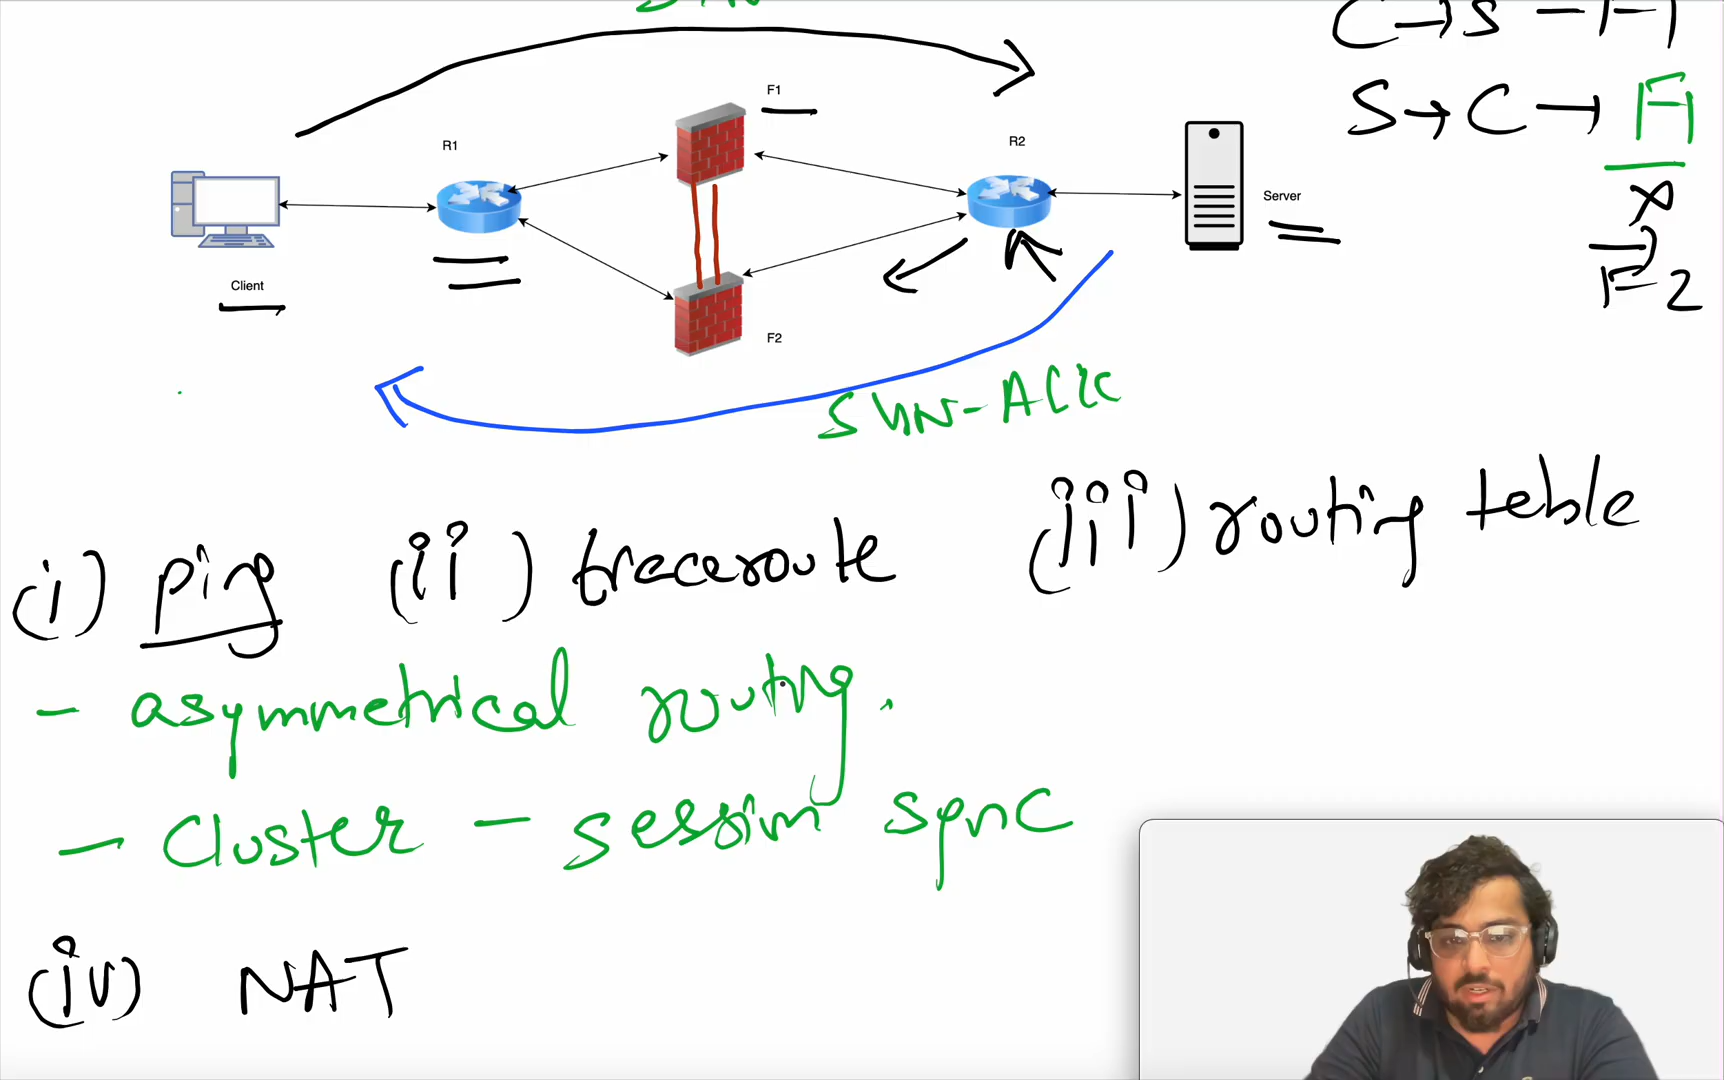 C→S – F1
F1
S → C → F1
R1
R2
x
Server
F2
Client
F2
SYN-ACK
(i) ping (ii) traceroute (iii) routing teble
- asymmetrical routing.
- Cluster - session sync
(iv) NAT